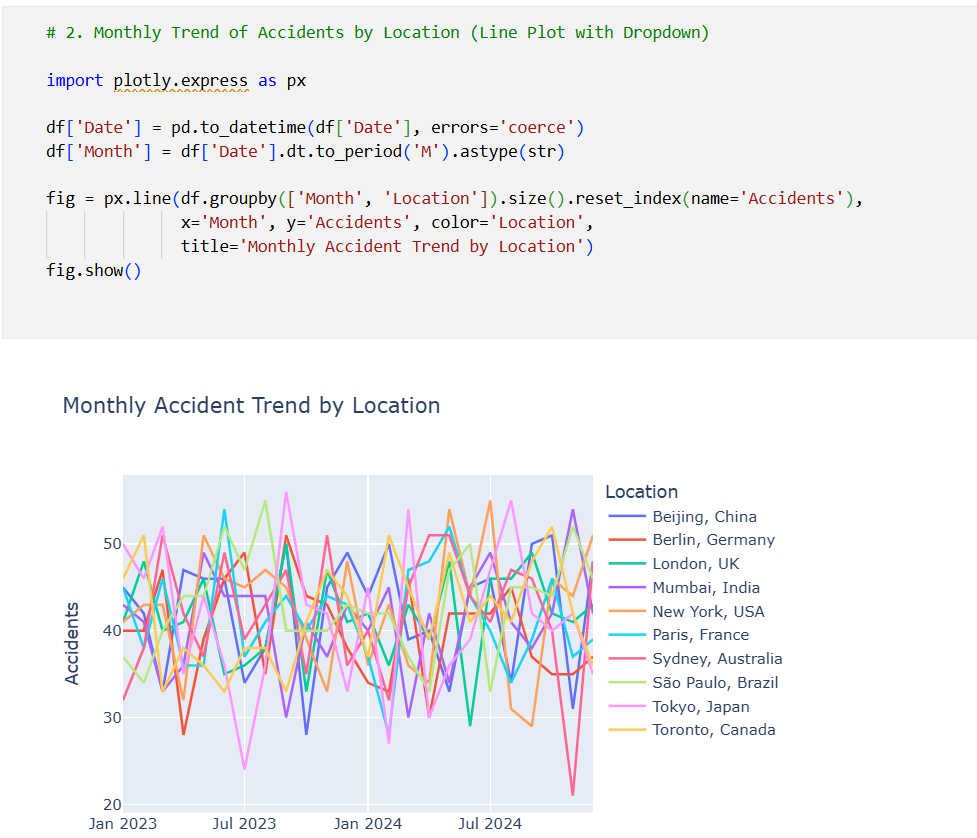 # 2. Monthly Trend of Accidents by Location (Line Plot with Dropdown)
import plotly.express as px
df['Date'] = pd.to_datetime(df['Date'], errors='coerce')
df['Month'] = df['Date'].dt.to_period('M').astype(str)
fig = px.line(df.groupby(['Month', 'Location']).size().reset_index(name='Accidents'),
x='Month', y='Accidents', color='Location',
title='Monthly Accident Trend by Location')
fig.show()
Monthly Accident Trend by Location
Accidents
50
40
30
20
Jan 2023
Jul 2023
Jan 2024
Jul 2024
Location
Beijing, China
Berlin, Germany
London, UK
Mumbai, India
New York, USA
Paris, France
Sydney, Australia
São Paulo, Brazil
Tokyo, Japan
Toronto, Canada